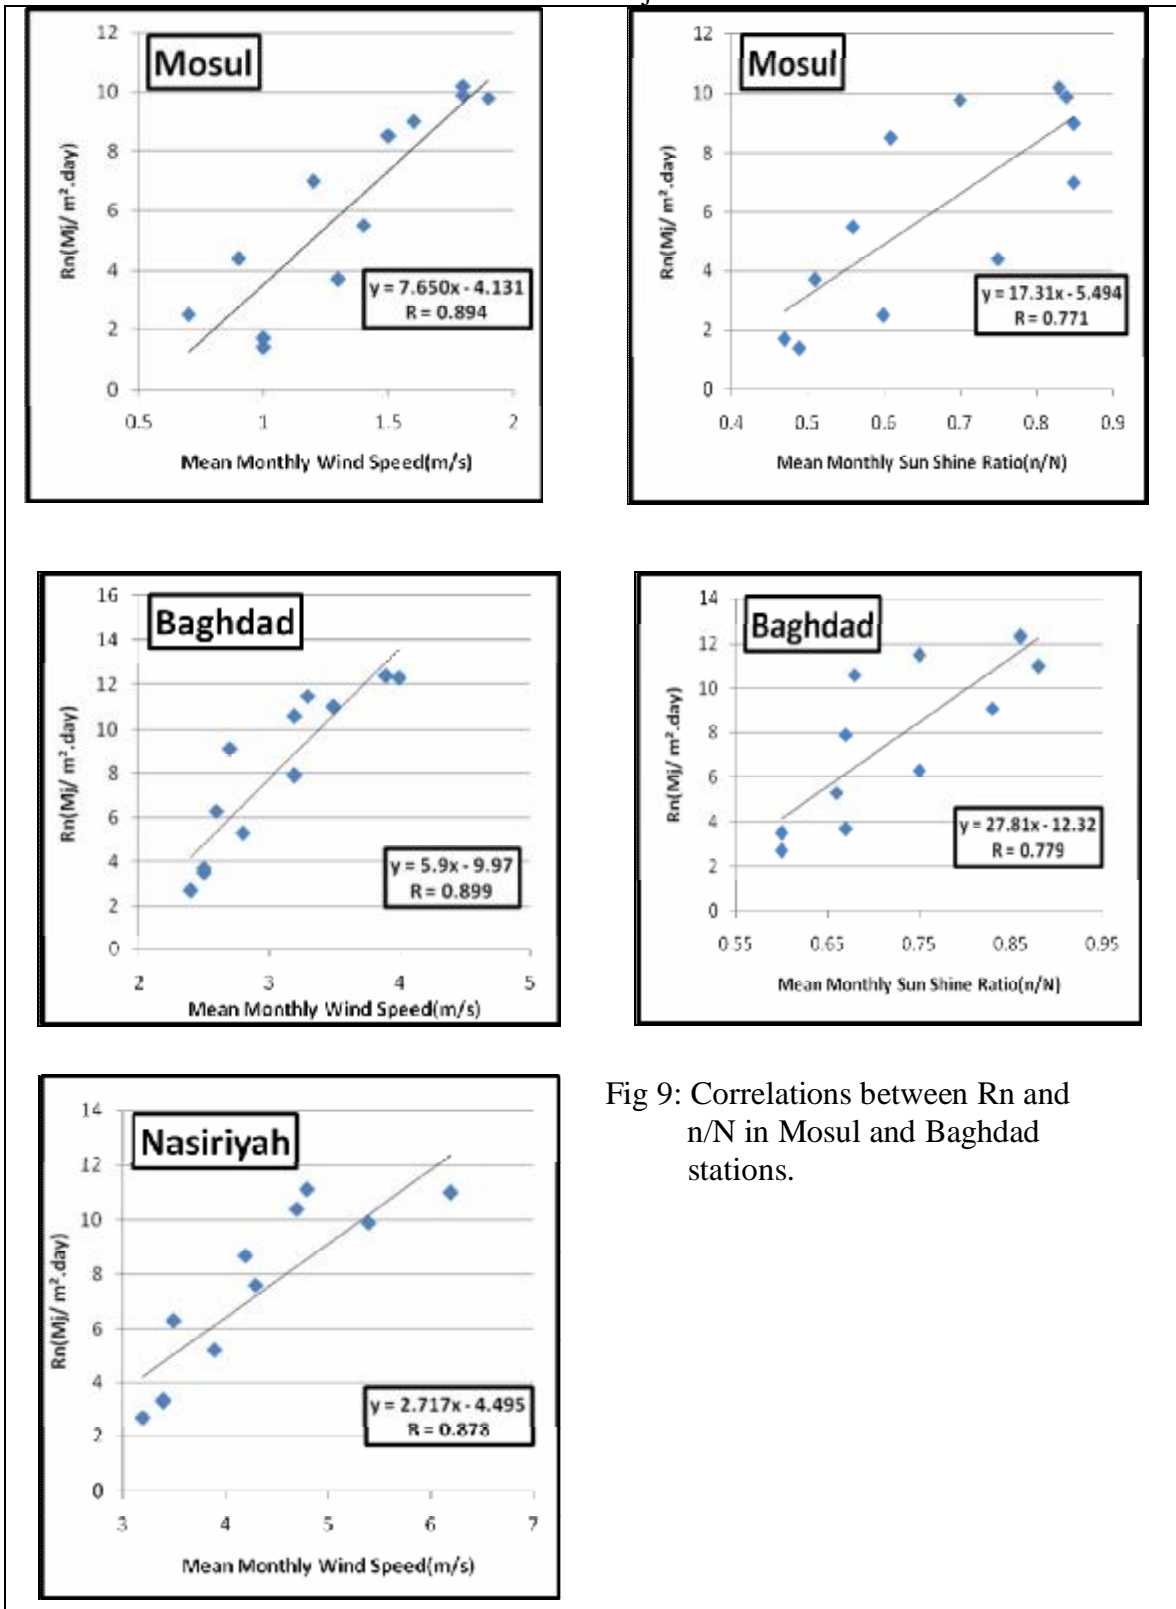 Mosul
12
10
8
6
4
2
0
Rn(Mj/ m².day)
y = 7.650x - 4.131
R = 0.894
0.5 1 1.5 2
Mean Monthly Wind Speed(m/s)
Mosul
12
10
8
6
4
2
0
Rn(Mj/ m².day)
y = 17.31x - 5.494
R = 0.771
0.4 0.5 0.6 0.7 0.8 0.9
Mean Monthly Sun Shine Ratio(n/N)
Baghdad
16
14
12
10
8
6
4
2
0
Rn(Mj/ m².day)
y = 5.9x - 9.97
R = 0.899
2 3 4 5
Mean Monthly Wind Speed(m/s)
Baghdad
14
12
10
8
6
4
2
0
Rn(Mj/ m².day)
y = 27.81x - 12.32
R = 0.779
0.55 0.65 0.75 0.85 0.95
Mean Monthly Sun Shine Ratio(n/N)
Nasiriyah
14
12
10
8
6
4
2
0
Rn(Mj/ m².day)
y = 2.717x - 4.495
R = 0.873
3 4 5 6 7
Mean Monthly Wind Speed(m/s)
Fig 9: Correlations between Rn and
n/N in Mosul and Baghdad
stations.